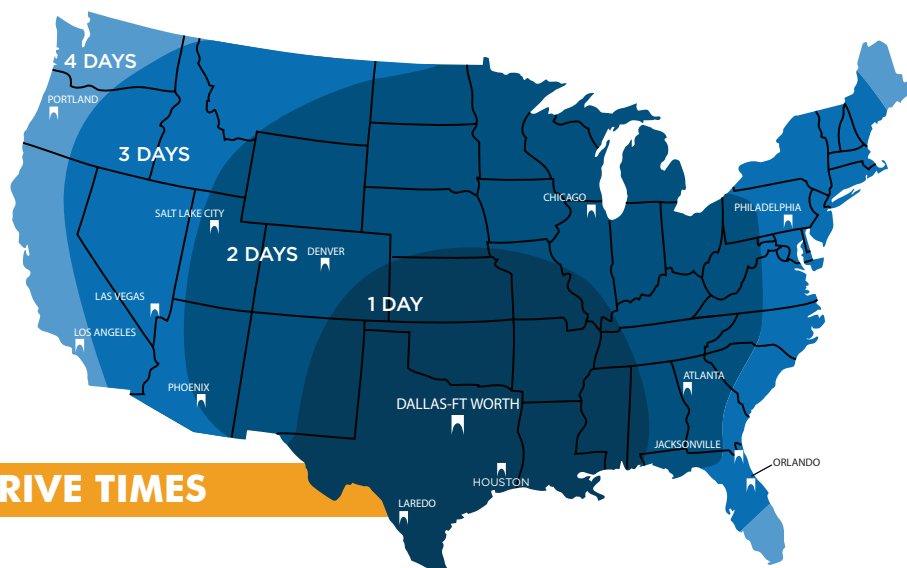 4 DAYS
PORTLAND
3 DAYS
CHICAGO
PHILADELPHIA
SALT LAKE CITY
2 DAYS
DENVER
LAS VEGAS
1 DAY
LOS ANGELES
ATLANTA
PHOENIX
DALLAS-FT WORTH
JACKSONVILLE
ORLANDO
HOUSTON
RIVE TIMES
LAREDO